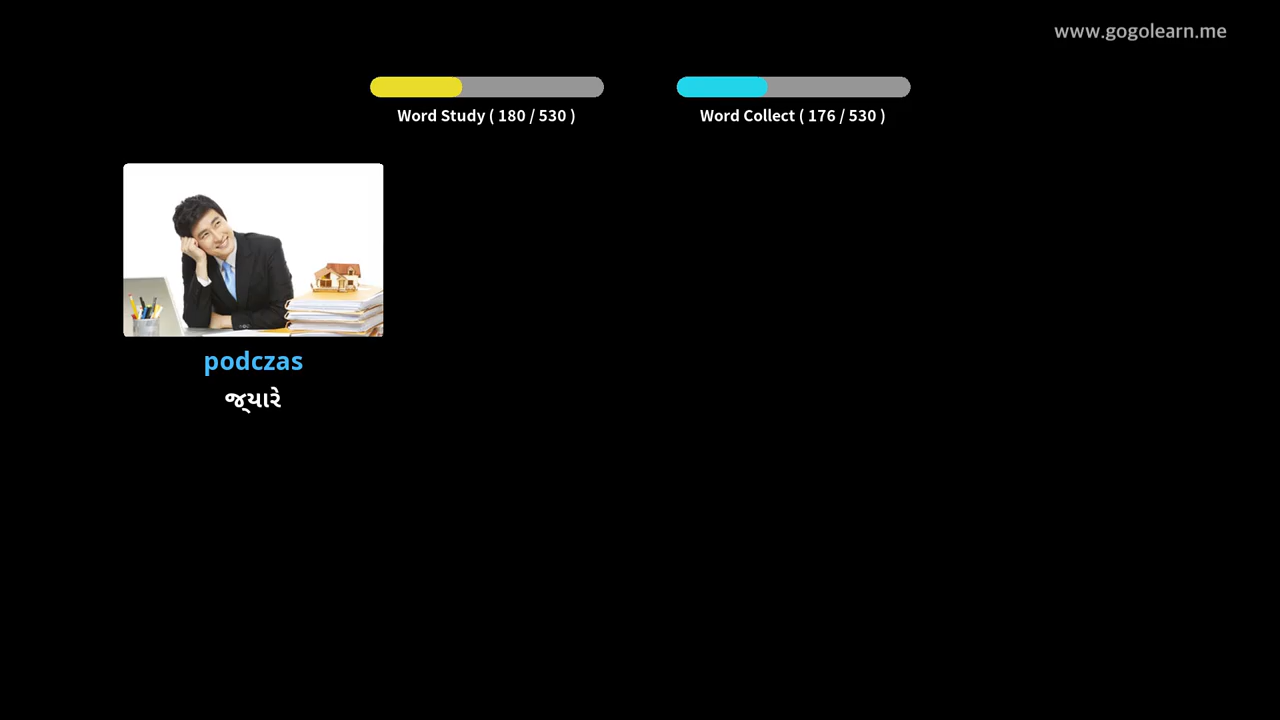 www.gogolearn.me
Word Study ( 180 / 530 )
Word Collect ( 176 / 530 )
podczas
જ્યારે